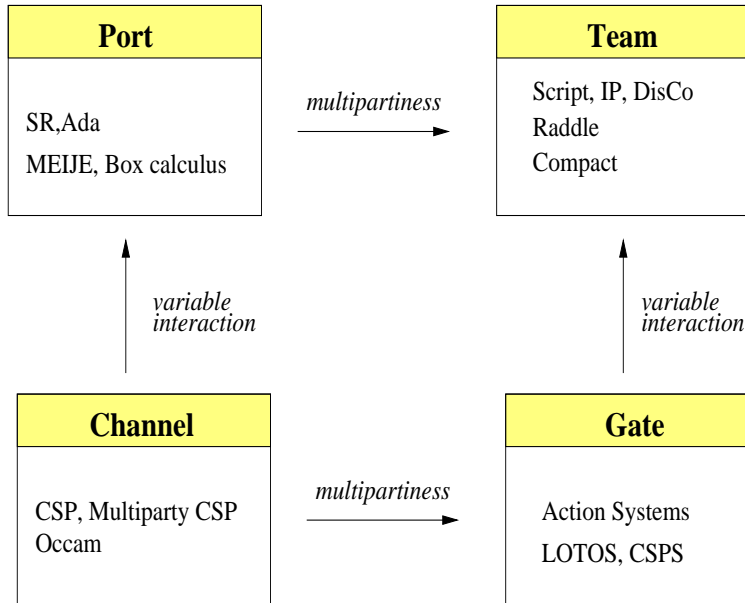 Port
SR,Ada
MEIJE, Box calculus
multipartiness
Team
Script, IP, DisCo
Raddle
Compact
variable
interaction
variable
interaction
Channel
CSP, Multiparty CSP
Occam
multipartiness
Gate
Action Systems
LOTOS, CSPS